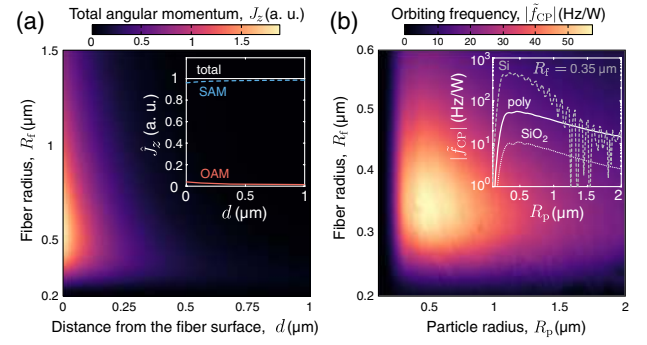 (a)
Total angular momentum, J_z (a. u.)
0 0.5 1 1.5
1.5
1
0.5
0.2
Fiber radius, R_f (μm)
0 0.25 0.5 0.75 1
Distance from the fiber surface, d (μm)
total
SAM
OAM
1
0.8
0.6
0.4
0.2
0
Ĵ_z (a. u.)
0 0.5 1
d (μm)
(b)
Orbiting frequency, |f̃_CP| (Hz/W)
0 10 20 30 40 50
0.6
0.5
0.4
0.3
0.2
Fiber radius, R_f (μm)
0.5 1 1.5 2
Particle radius, R_p (μm)
Si
R_f = 0.35 μm
poly
SiO₂
10³
10²
10¹
10⁰
|f̃_CP| (Hz/W)
0 0.5 1 1.5 2
R_p (μm)